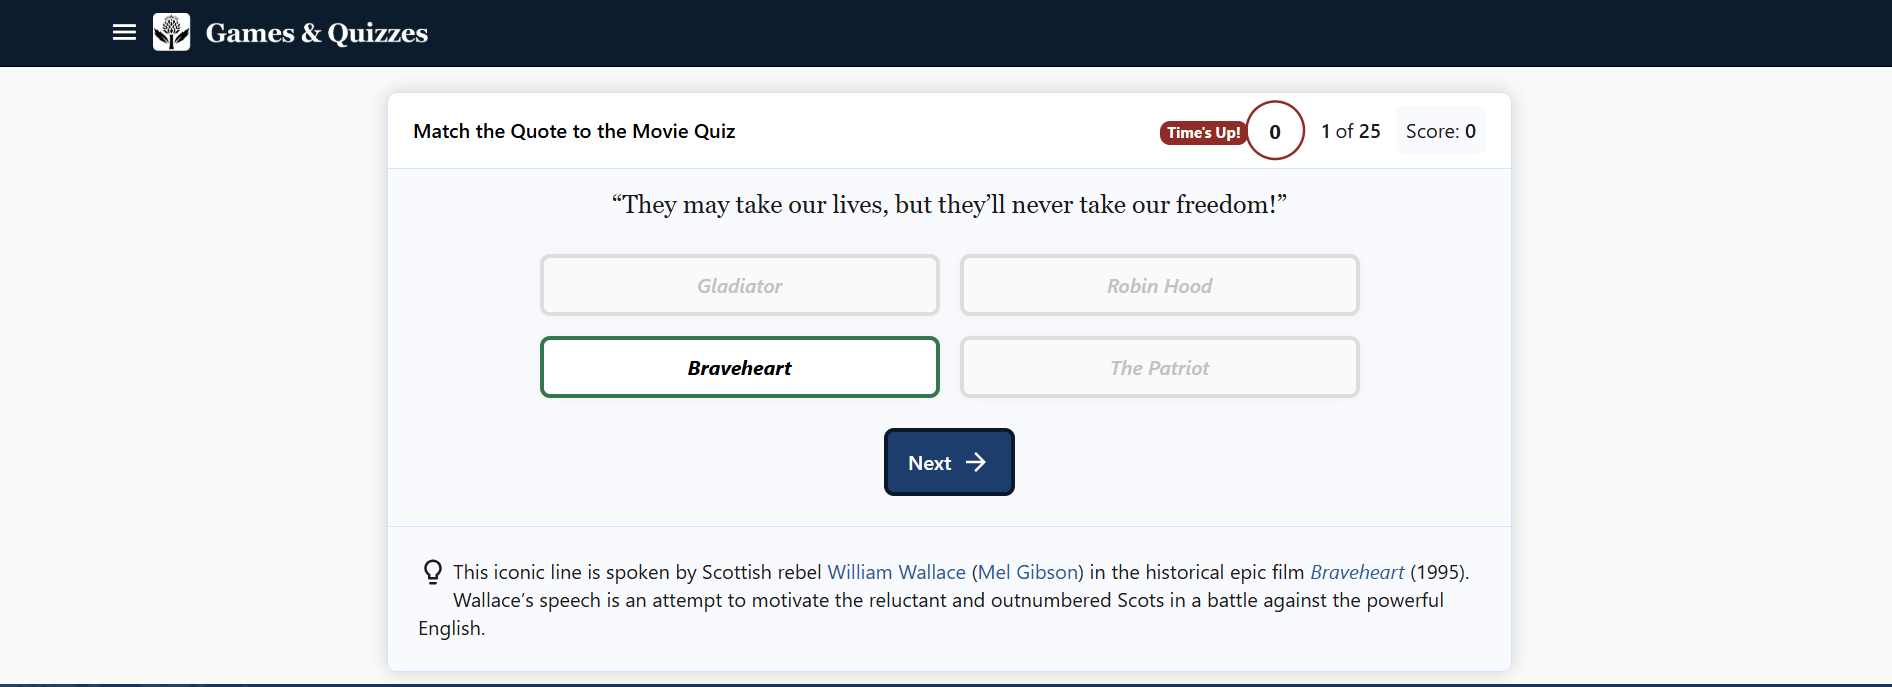 Games & Quizzes
Match the Quote to the Movie Quiz
Time's Up!
0
1 of 25
Score: 0
“They may take our lives, but they’ll never take our freedom!”
Gladiator
Robin Hood
Braveheart
The Patriot
Next
This iconic line is spoken by Scottish rebel William Wallace (Mel Gibson) in the historical epic film Braveheart (1995).
Wallace’s speech is an attempt to motivate the reluctant and outnumbered Scots in a battle against the powerful
English.